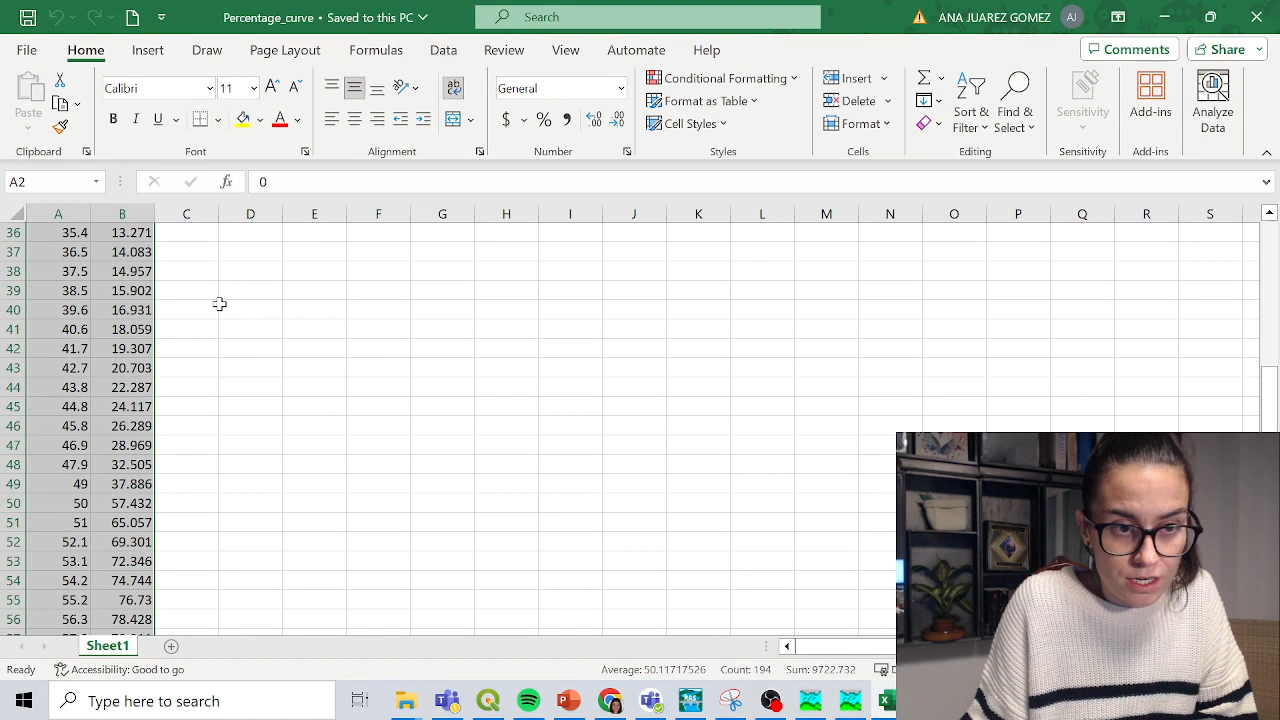 Percentage_curve • Saved to this PC
Search
ANA JUAREZ GOMEZ AJ
File Home Insert Draw Page Layout Formulas Data Review View Automate Help Comments Share
Paste
Calibri 11
General
Conditional Formatting
Format as Table
Cell Styles
Insert
Delete
Format
Sort & Filter
Find & Select
Sensitivity
Add-ins
Analyze Data
Clipboard Font Alignment Number Styles Cells Editing Sensitivity Add-ins
A2 fx 0
A B C D E F G H I J K L M N O P Q R S
36 35.4 13.271
37 36.5 14.083
38 37.5 14.957
39 38.5 15.902
40 39.6 16.931
41 40.6 18.059
42 41.7 19.307
43 42.7 20.703
44 43.8 22.287
45 44.8 24.117
46 45.8 26.289
47 46.9 28.969
48 47.9 32.505
49 49 37.886
50 50 57.432
51 51 65.057
52 52.1 69.301
53 53.1 72.346
54 54.2 74.744
55 55.2 76.73
56 56.3 78.428
Sheet1
Ready Accessibility: Good to go Average: 50.11717526 Count: 194 Sum: 9722.732
Type here to search